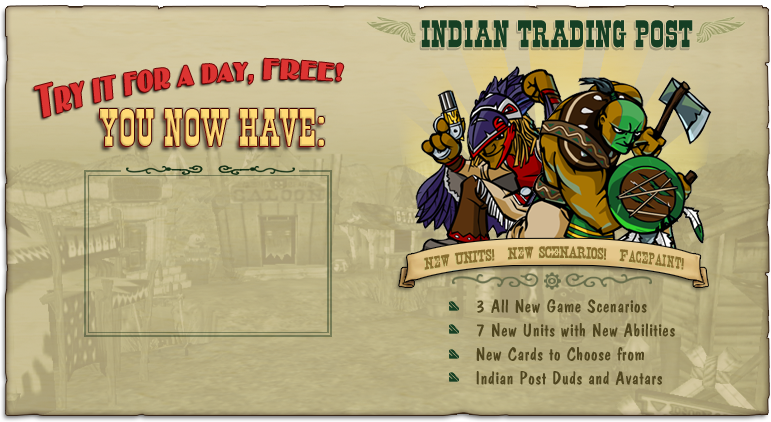 INDIAN TRADING POST
TRY IT FOR A DAY, FREE!
YOU NOW HAVE:
IV
NEW UNITS! NEW SCENARIOS! FACEPAINT!
3 All New Game Scenarios
7 New Units with New Abilities
New Cards to Choose from
Indian Post Duds and Avatars